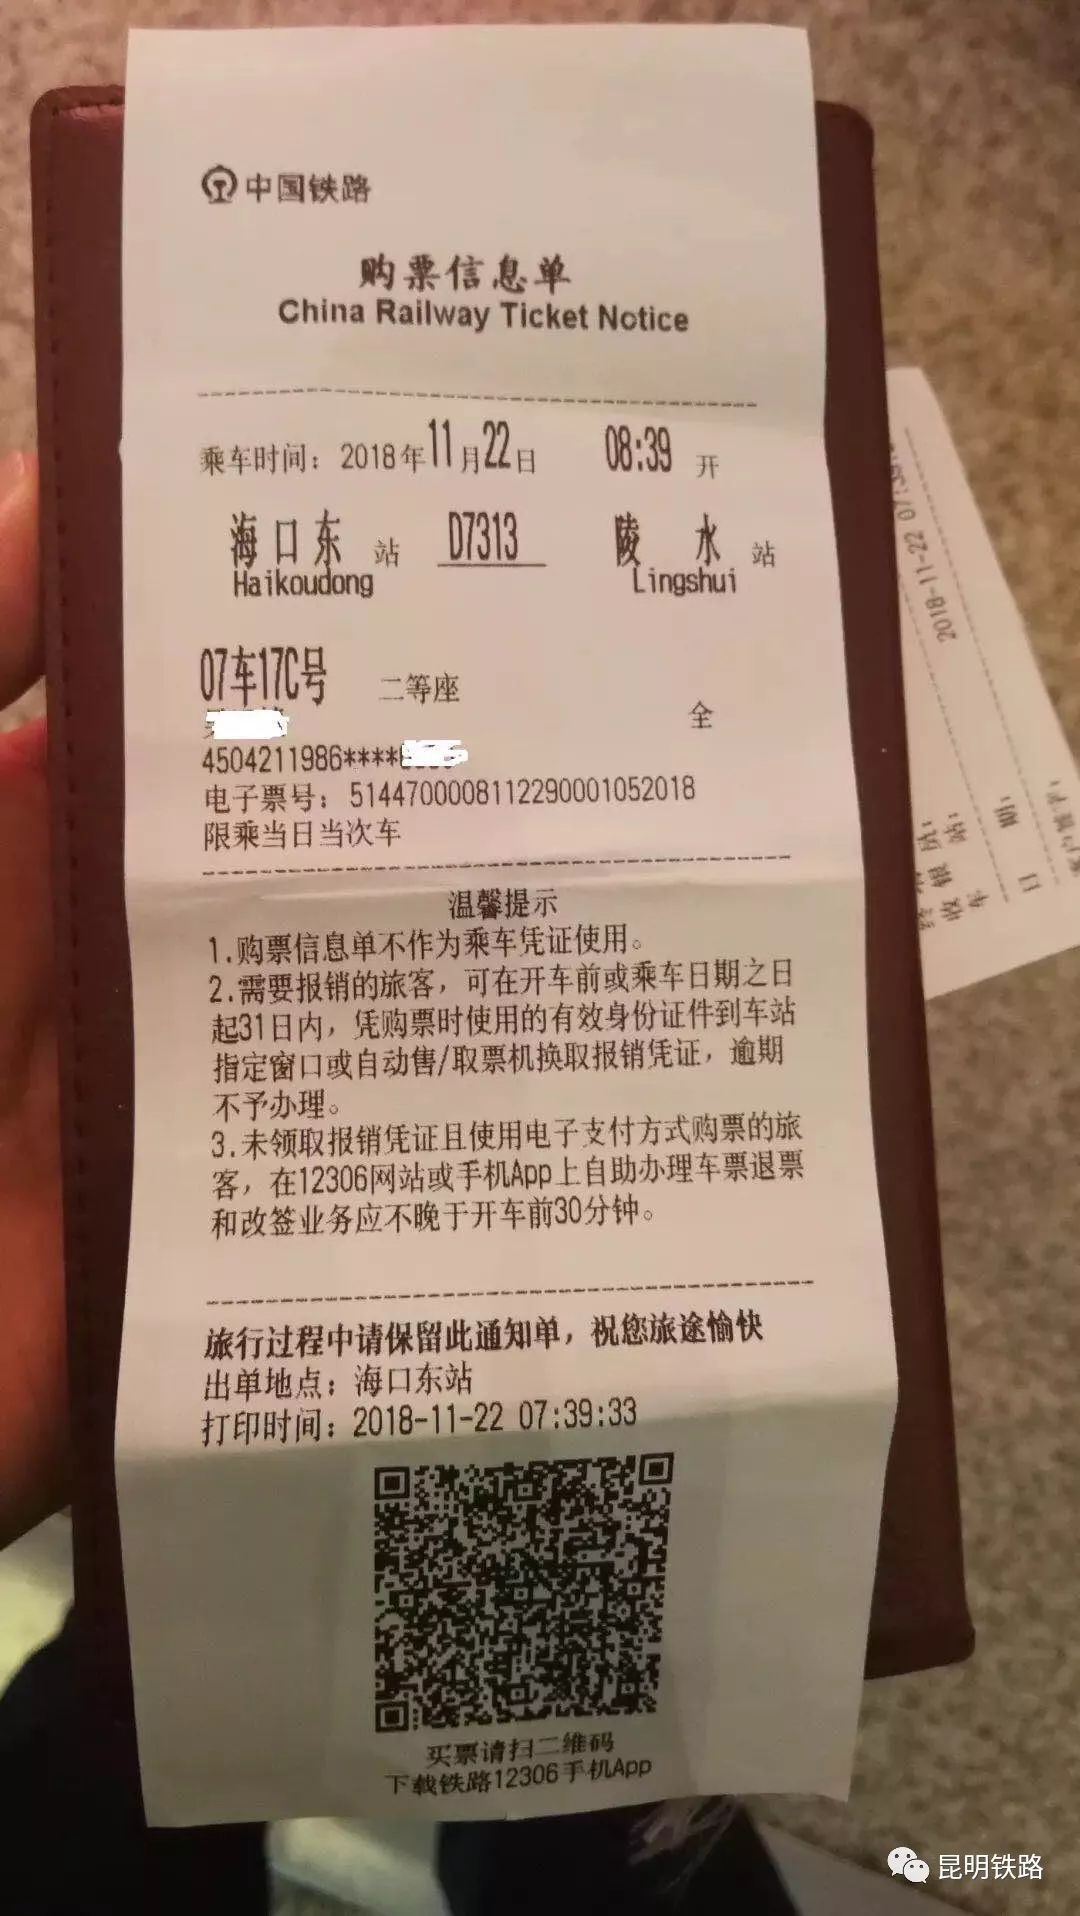 中国铁路
购票信息单
China Railway Ticket Notice
乘车时间：2018年11月22日 08:39 开
海口东 站 D7313 陵水 站
Haikoudong Lingshui
07车17C号 二等座
全
4504211986****
电子票号：5144700008112290001052018
限乘当日当次车
温馨提示
1.购票信息单不作为乘车凭证使用。
2.需要报销的旅客，可在开车前或乘车日期之日
起31日内，凭购票时使用的有效身份证件到车站
指定窗口或自动售/取票机换取报销凭证，逾期
不予办理。
3.未领取报销凭证且使用电子支付方式购票的旅
客，在12306网站或手机App上自助办理车票退票
和改签业务应不晚于开车前30分钟。
旅行过程中请保留此通知单，祝您旅途愉快
出单地点：海口东站
打印时间：2018-11-22 07:39:33
买票请扫二维码
下载铁路12306手机App
2018-11-22 07:3
收银员：
车站：
日期：
昆明铁路